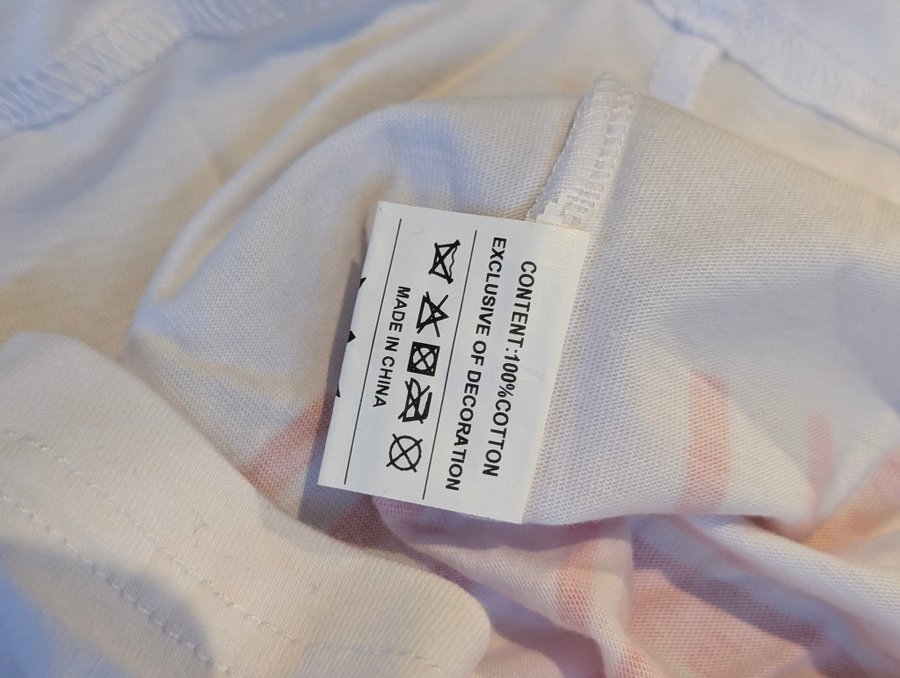 CONTENT:100%COTTON
EXCLUSIVE OF DECORATION
MADE IN CHINA